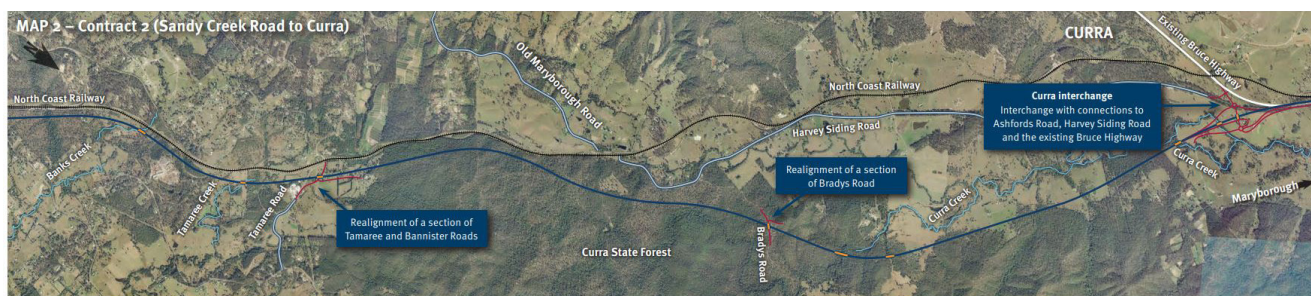 MAP 2 – Contract 2 (Sandy Creek Road to Curra)
CURRA
Existing Bruce Highway
Old Maryborough Road
North Coast Railway
North Coast Railway
Curra interchange
Interchange with connections to
Ashfords Road, Harvey Siding Road
and the existing Bruce Highway
Harvey Siding Road
Banks Creek
Tamaree Creek
Tamaree Road
Realignment of a section of
Tamaree and Bannister Roads
Realignment of a section
of Bradys Road
Curra Creek
Curra Creek
Maryborough
Bradys Road
Curra State Forest